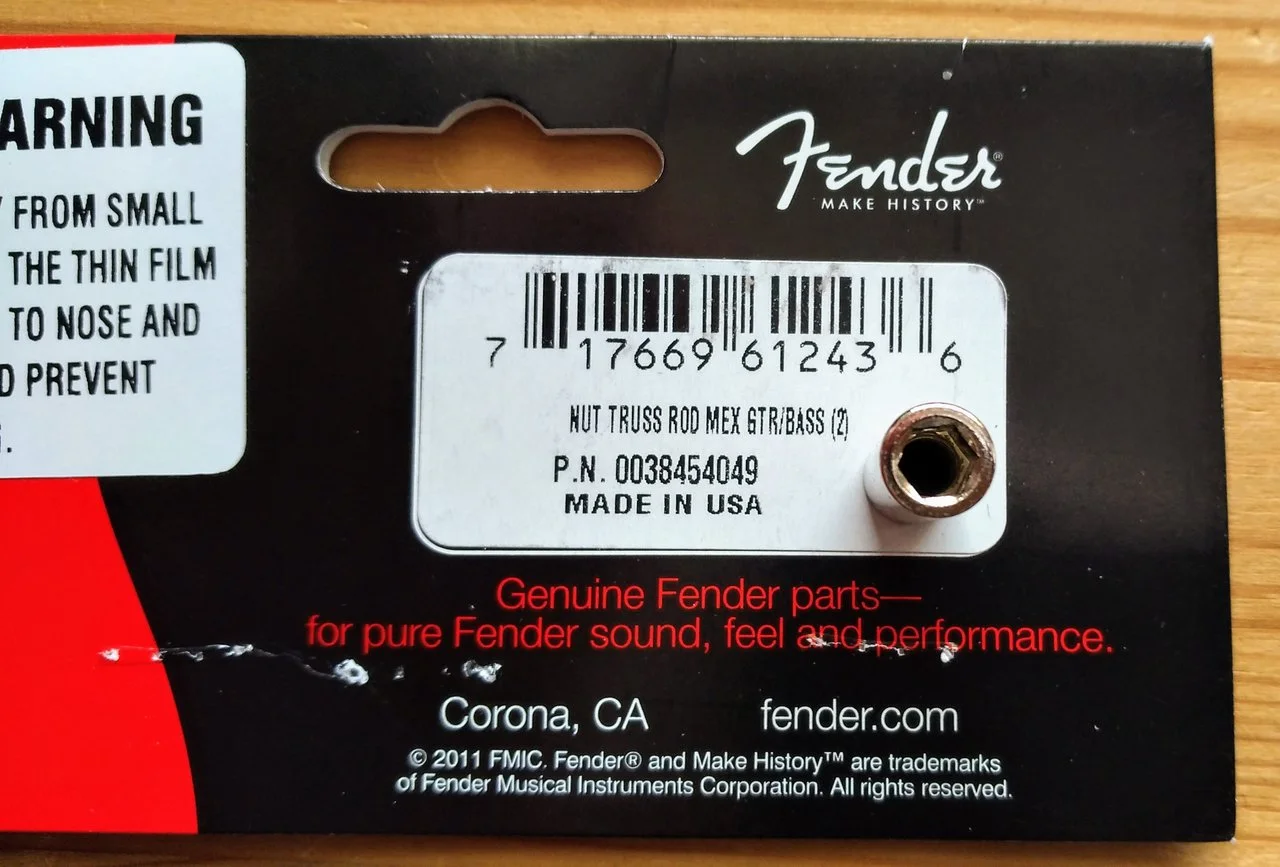 ARNING
FROM SMALL
THE THIN FILM
TO NOSE AND
PREVENT
Fender®
MAKE HISTORY™
7 17669 61243 6
NUT TRUSS ROD MEX GTR/BASS (2)
P.N. 0038454049
MADE IN USA
Genuine Fender parts—
for pure Fender sound, feel and performance.
Corona, CA fender.com
© 2011 FMIC. Fender® and Make History™ are trademarks
of Fender Musical Instruments Corporation. All rights reserved.